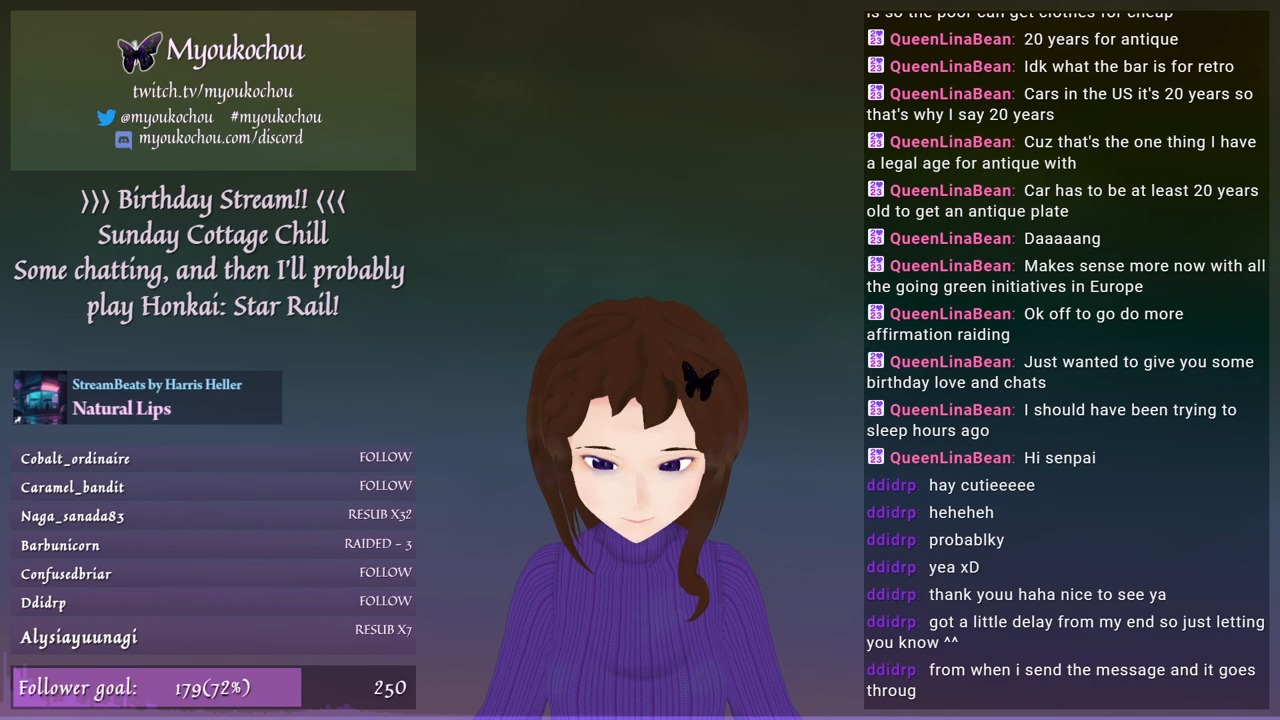 Myoukochou
twitch.tv/myoukochou
@myoukochou #myoukochou
myoukochou.com/discord
>>> Birthday Stream!! <<<
Sunday Cottage Chill
Some chatting, and then I'll probably
play Honkai: Star Rail!
StreamBeats by Harris Heller
Natural Lips
Cobalt_ordinaire FOLLOW
Caramel_bandit FOLLOW
Naga_sanada83 RESUB X32
Barbunicorn RAIDED - 3
Confusedbriar FOLLOW
Ddidrp FOLLOW
Alysiayuunagi RESUB X7
Follower goal: 179(72%) 250
is so the poor can get clothes for cheap
QueenLinaBean: 20 years for antique
QueenLinaBean: Idk what the bar is for retro
QueenLinaBean: Cars in the US it's 20 years so
that's why I say 20 years
QueenLinaBean: Cuz that's the one thing I have
a legal age for antique with
QueenLinaBean: Car has to be at least 20 years
old to get an antique plate
QueenLinaBean: Daaaaang
QueenLinaBean: Makes sense more now with all
the going green initiatives in Europe
QueenLinaBean: Ok off to go do more
affirmation raiding
QueenLinaBean: Just wanted to give you some
birthday love and chats
QueenLinaBean: I should have been trying to
sleep hours ago
QueenLinaBean: Hi senpai
ddidrp: hay cutieeeee
ddidrp: heheheh
ddidrp: probablky
ddidrp: yea xD
ddidrp: thank youu haha nice to see ya
ddidrp: got a little delay from my end so just letting
you know ^^
ddidrp: from when i send the message and it goes
throug